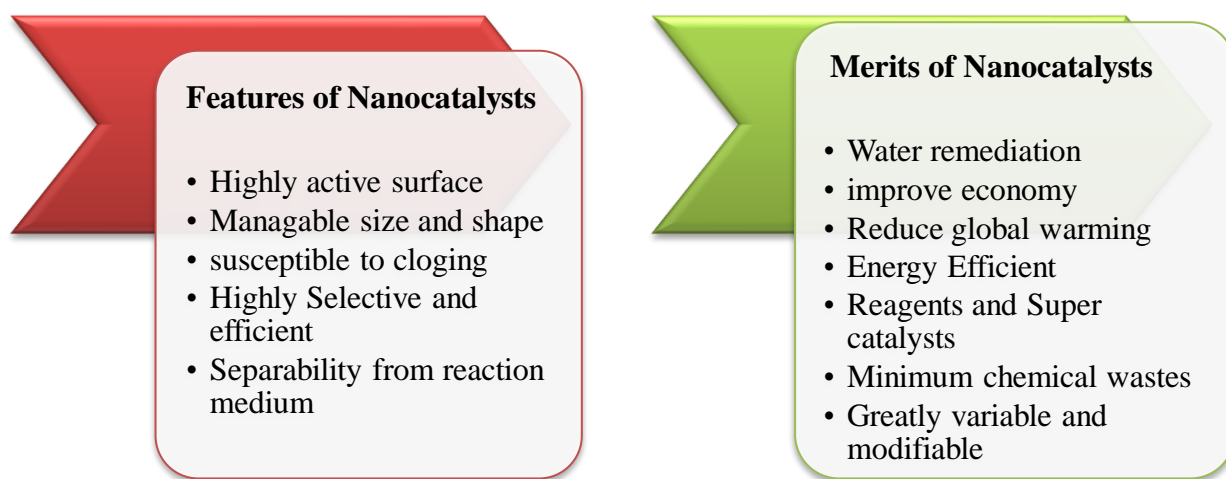 Features of Nanocatalysts
• Highly active surface
• Managable size and shape
• susceptible to cloging
• Highly Selective and
efficient
• Separability from reaction
medium
Merits of Nanocatalysts
• Water remediation
• improve economy
• Reduce global warming
• Energy Efficient
• Reagents and Super
catalysts
• Minimum chemical wastes
• Greatly variable and
modifiable